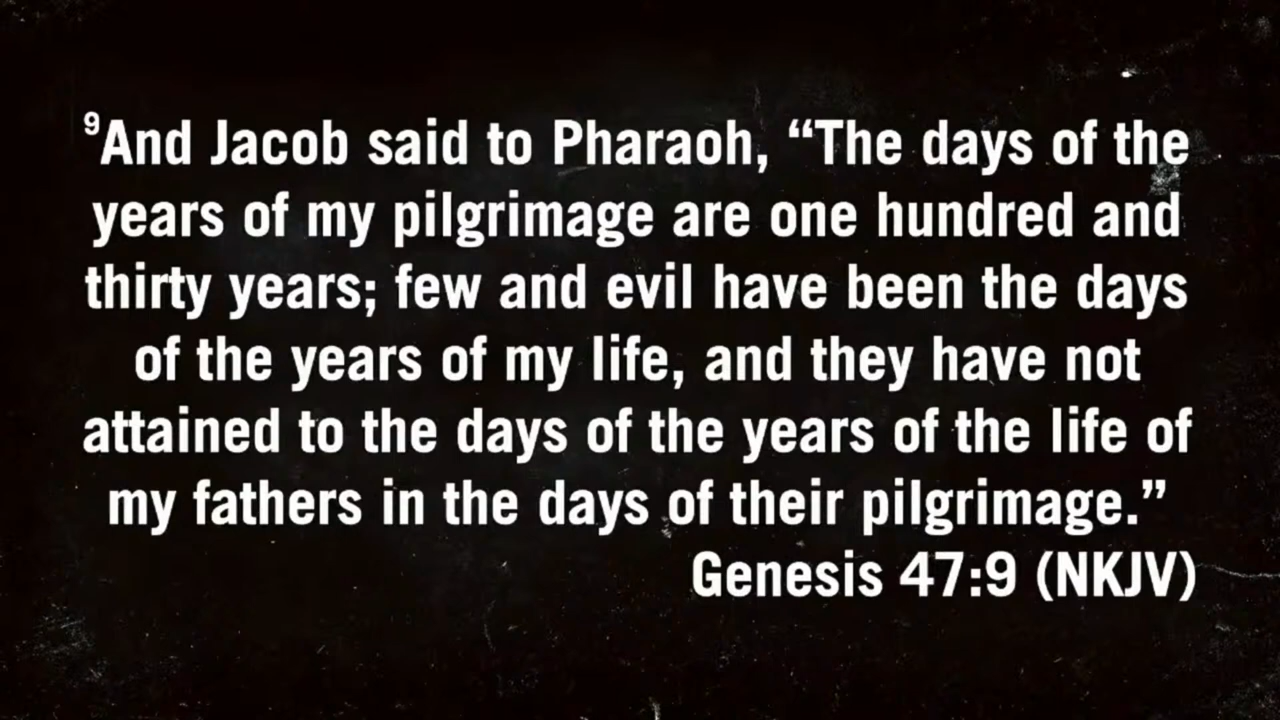 ⁹And Jacob said to Pharaoh, “The days of the
years of my pilgrimage are one hundred and
thirty years; few and evil have been the days
of the years of my life, and they have not
attained to the days of the years of the life of
my fathers in the days of their pilgrimage.”
Genesis 47:9 (NKJV)